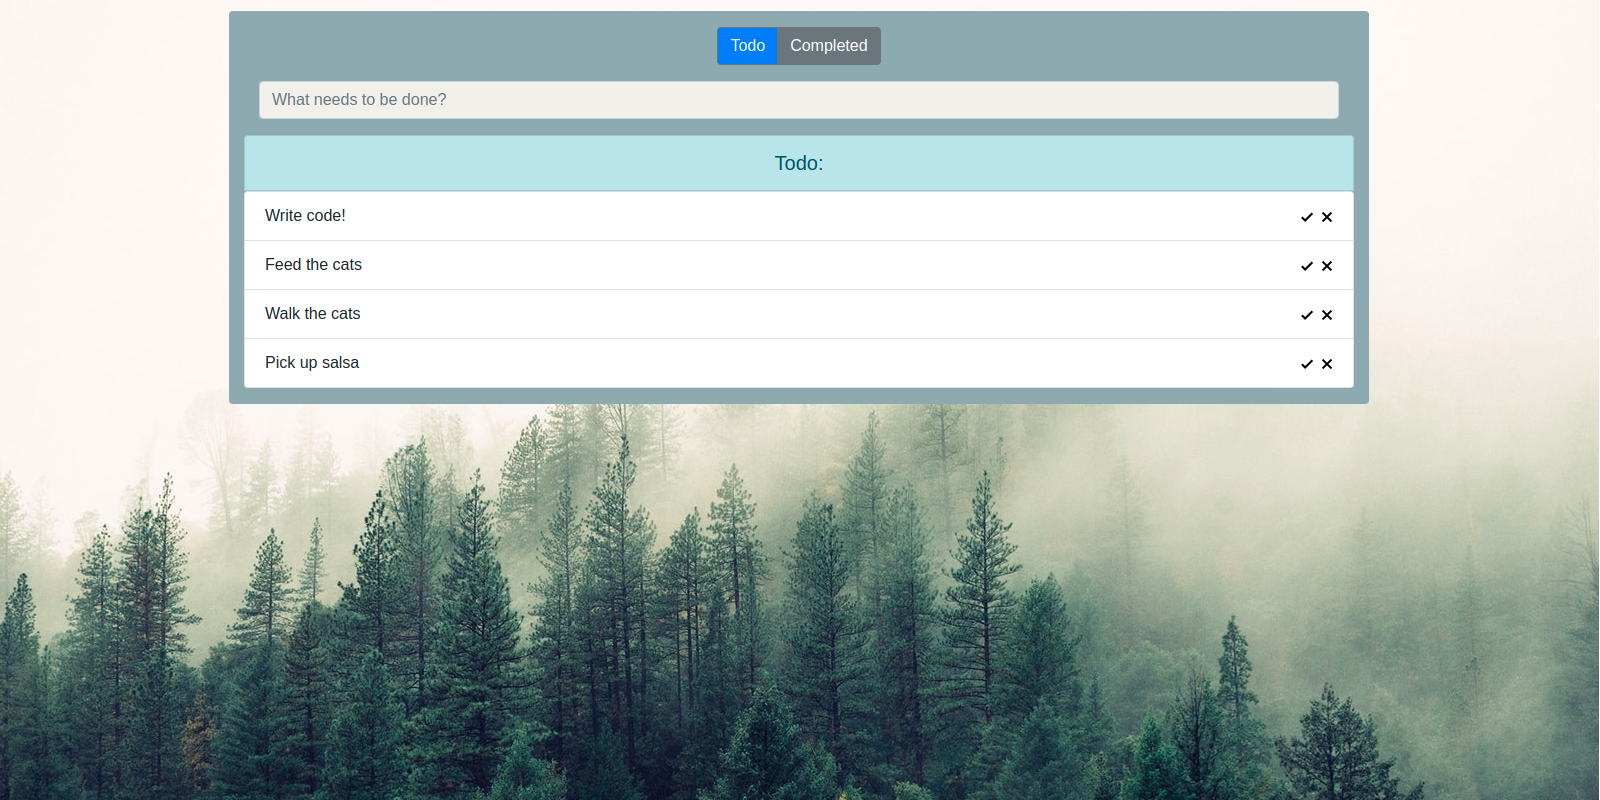 Todo Completed
What needs to be done?
Todo:
Write code!
Feed the cats
Walk the cats
Pick up salsa